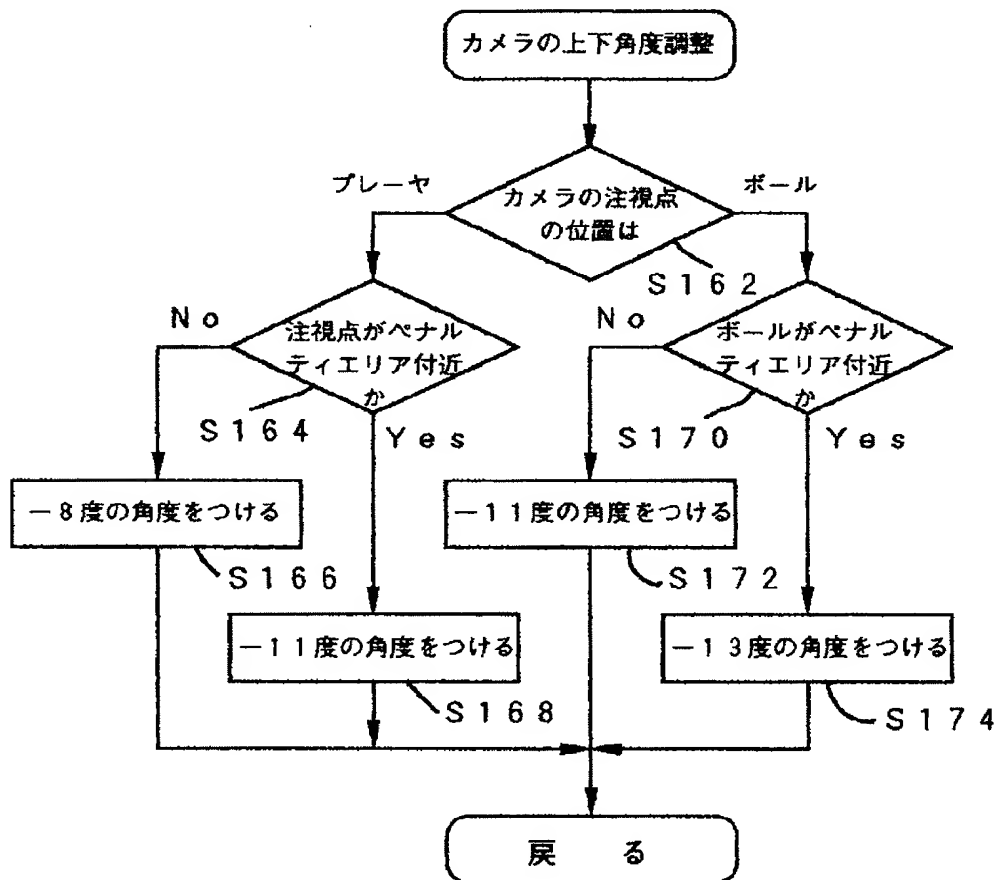 カメラの上下角度調整
プレーヤ
ボール
カメラの注視点
の位置は
S162
No
注視点がペナル
ティエリア付近
か
S164
Yes
No
ボールがペナル
ティエリア付近
か
S170
Yes
－8度の角度をつける
S166
－11度の角度をつける
S172
－11度の角度をつける
S168
－13度の角度をつける
S174
戻る